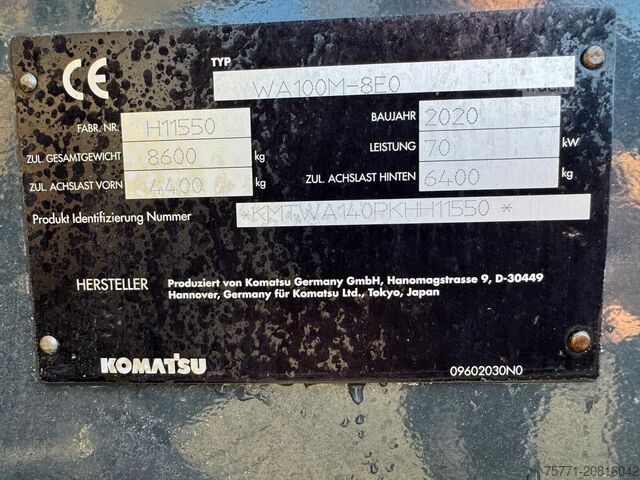 CE
TYP WA100M-8E0
FABR. NR. H11550 BAUJAHR 2020
ZUL. GESAMTGEWICHT 8600 kg LEISTUNG 70 kW
ZUL. ACHSLAST VORN 4400 kg ZUL. ACHSLAST HINTEN 6400 kg
Produkt Identifizierung Nummer *KMTWA140PKHH11550*
HERSTELLER Produziert von Komatsu Germany GmbH, Hanomagstrasse 9, D-30449
Hannover, Germany für Komatsu Ltd., Tokyo, Japan
KOMATSU 09602030N0
75771-20816042